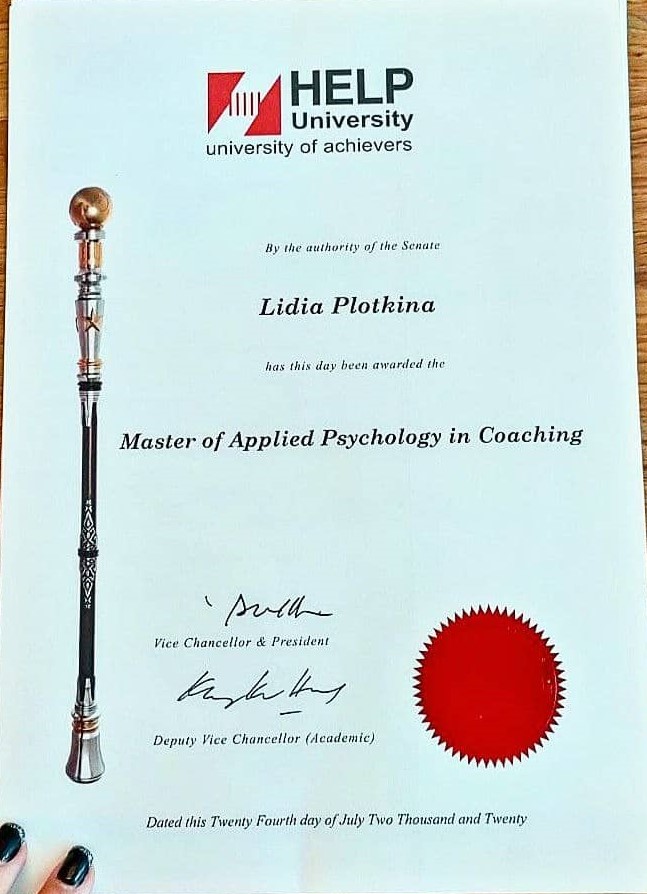 HELP
University
university of achievers
By the authority of the Senate
Lidia Plotkina
has this day been awarded the
Master of Applied Psychology in Coaching
Vice Chancellor & President
Deputy Vice Chancellor (Academic)
Dated this Twenty Fourth day of July Two Thousand and Twenty